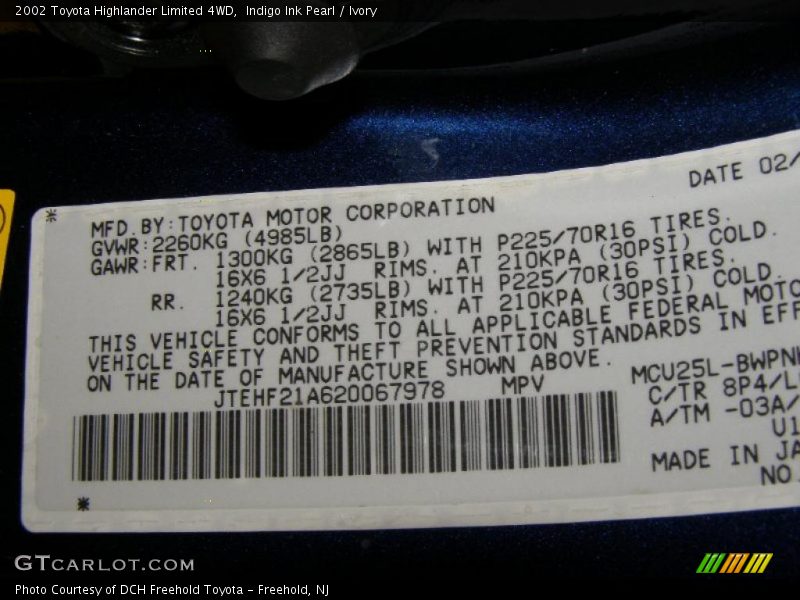 2002 Toyota Highlander Limited 4WD,  Indigo Ink Pearl / Ivory
DATE 02/
MFD.BY:TOYOTA MOTOR CORPORATION
GVWR:2260KG (4985LB)
GAWR:FRT. 1300KG (2865LB) WITH P225/70R16 TIRES.
16X6 1/2JJ RIMS. AT 210KPA (30PSI) COLD.
RR. 1240KG (2735LB) WITH P225/70R16 TIRES.
16X6 1/2JJ RIMS. AT 210KPA (30PSI) COLD.
THIS VEHICLE CONFORMS TO ALL APPLICABLE FEDERAL MOTO
VEHICLE SAFETY AND THEFT PREVENTION STANDARDS IN EFF
ON THE DATE OF MANUFACTURE SHOWN ABOVE.
JTEHF21A620067978 MPV
MCU25L-BWPN
C/TR 8P4/L
A/TM -03A/
U1
MADE IN JA
NO.
GTCARLOT.COM
Photo Courtesy of DCH Freehold Toyota - Freehold, NJ